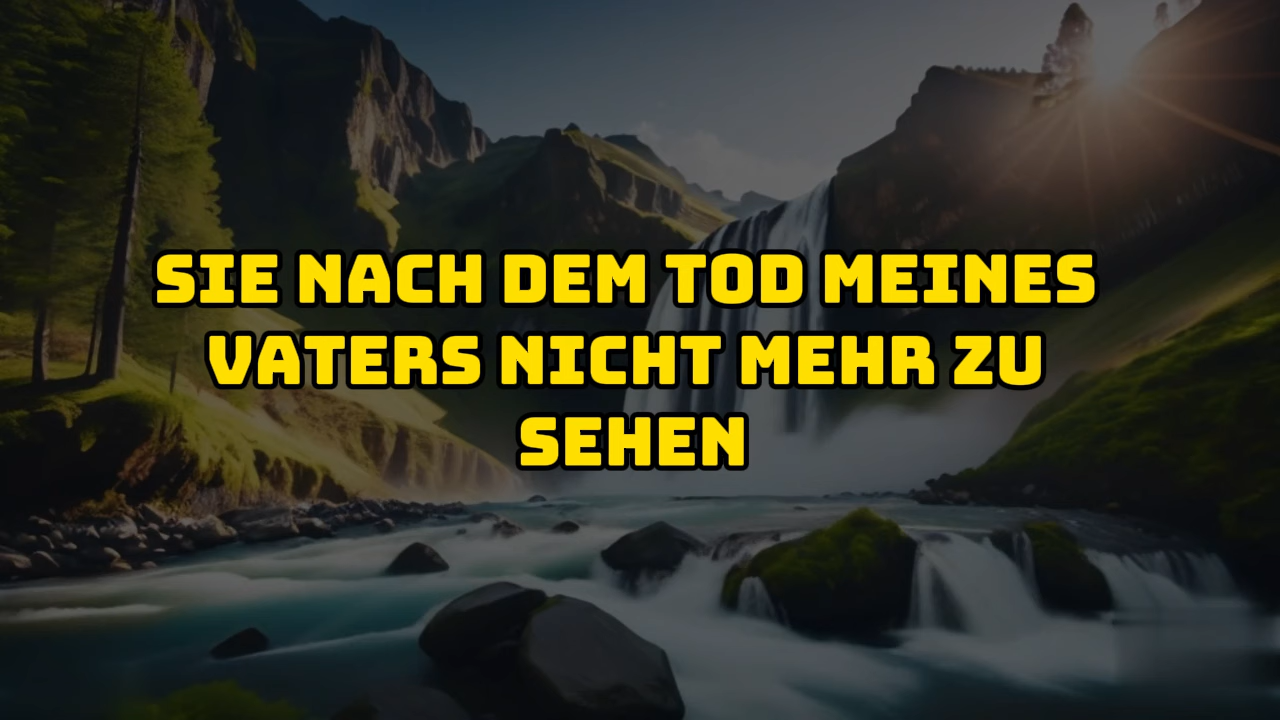 SIE NACH DEM TOD MEINES
VATERS NICHT MEHR ZU
SEHEN